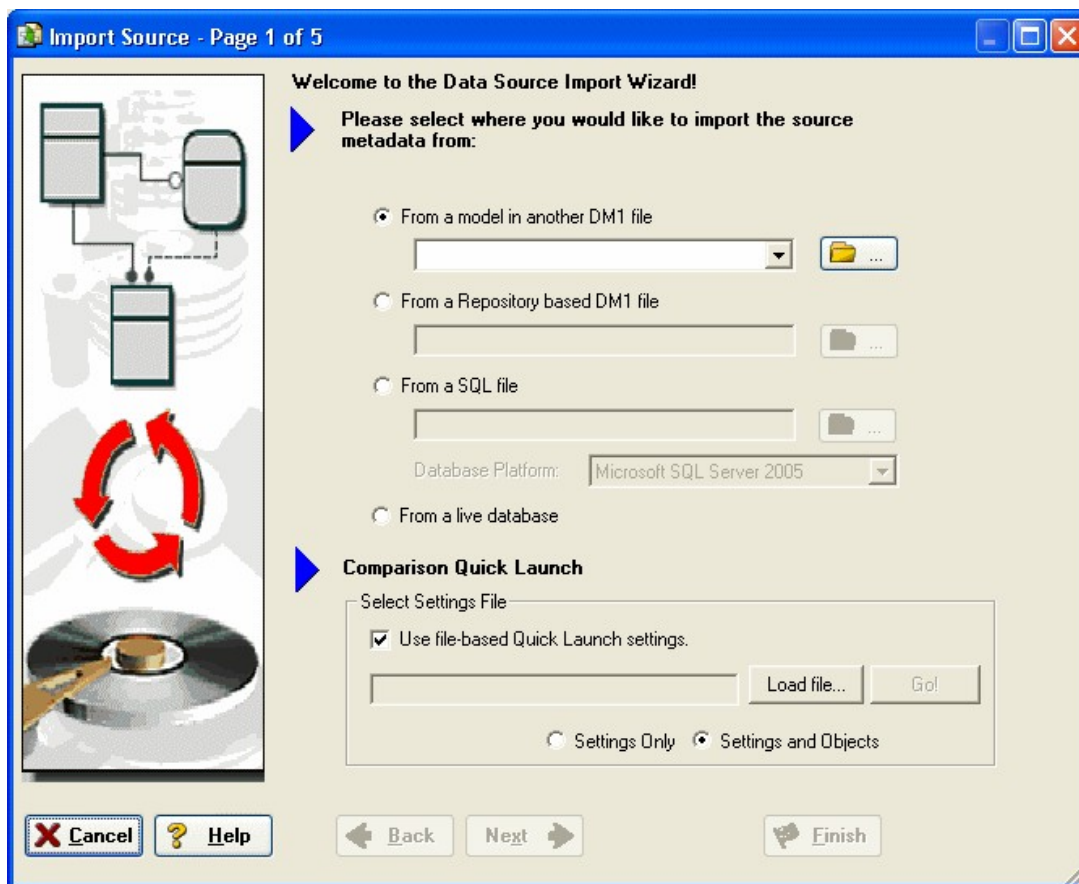 Import Source - Page 1 of 5
Welcome to the Data Source Import Wizard!
Please select where you would like to import the source
metadata from:
From a model in another DM1 file
...
From a Repository based DM1 file
...
From a SQL file
...
Database Platform: Microsoft SQL Server 2005
From a live database
Comparison Quick Launch
Select Settings File
Use file-based Quick Launch settings.
Load file... Go!
Settings Only Settings and Objects
Cancel Help Back Next Finish